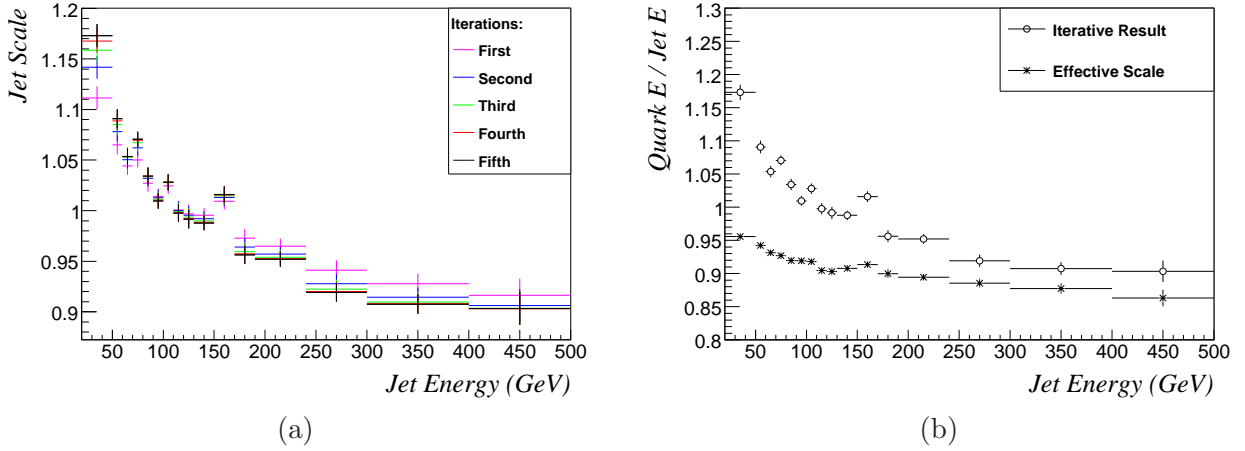 Jet Scale
1.2
1.15
1.1
1.05
1
0.95
0.9
50 100 150 200 250 300 350 400 450 500
Jet Energy (GeV)
Iterations:
First
Second
Third
Fourth
Fifth
(a)
Quark E / Jet E
1.3
1.25
1.2
1.15
1.1
1.05
1
0.95
0.9
0.85
0.8
50 100 150 200 250 300 350 400 450 500
Jet Energy (GeV)
Iterative Result
Effective Scale
(b)